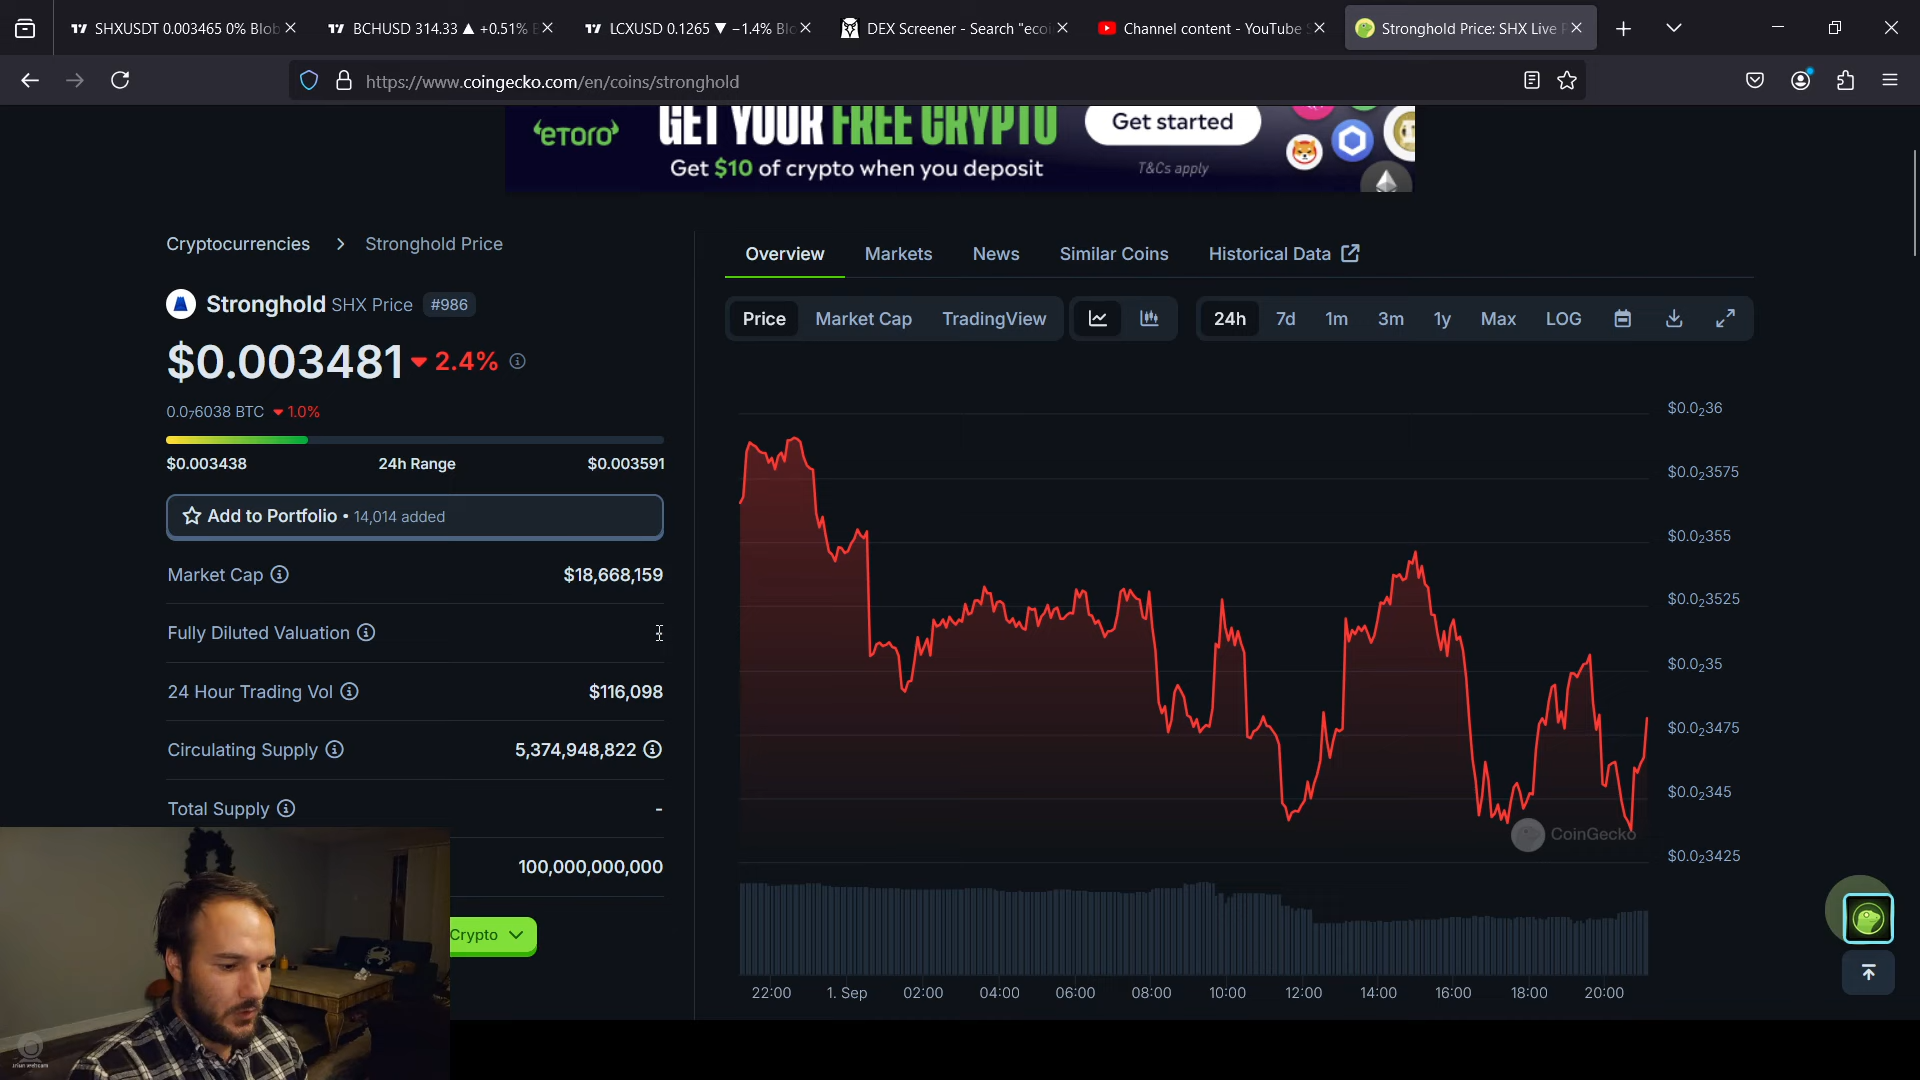 SHXUSDT 0.003465 0% Blob
BCHUSD 314.33 ▲ +0.51% B
LCXUSD 0.1265 ▼ −1.4% Blo
DEX Screener - Search "ecoi
Channel content - YouTube S
Stronghold Price: SHX Live P
https://www.coingecko.com/en/coins/stronghold
etoro
GET YOUR FREE CRYPTO
Get $10 of crypto when you deposit
Get started
T&Cs apply
Cryptocurrencies > Stronghold Price
Stronghold SHX Price #986
$0.003481 ▼ 2.4%
0.0₇6038 BTC ▼ 1.0%
$0.003438 24h Range $0.003591
Add to Portfolio • 14,014 added
Market Cap $18,668,159
Fully Diluted Valuation -
24 Hour Trading Vol $116,098
Circulating Supply 5,374,948,822
Total Supply -
100,000,000,000
Crypto
Overview Markets News Similar Coins Historical Data
Price Market Cap TradingView
24h 7d 1m 3m 1y Max LOG
$0.0₂36
$0.0₂3575
$0.0₂355
$0.0₂3525
$0.0₂35
$0.0₂3475
$0.0₂345
$0.0₂3425
CoinGecko
22:00 1. Sep 02:00 04:00 06:00 08:00 10:00 12:00 14:00 16:00 18:00 20:00